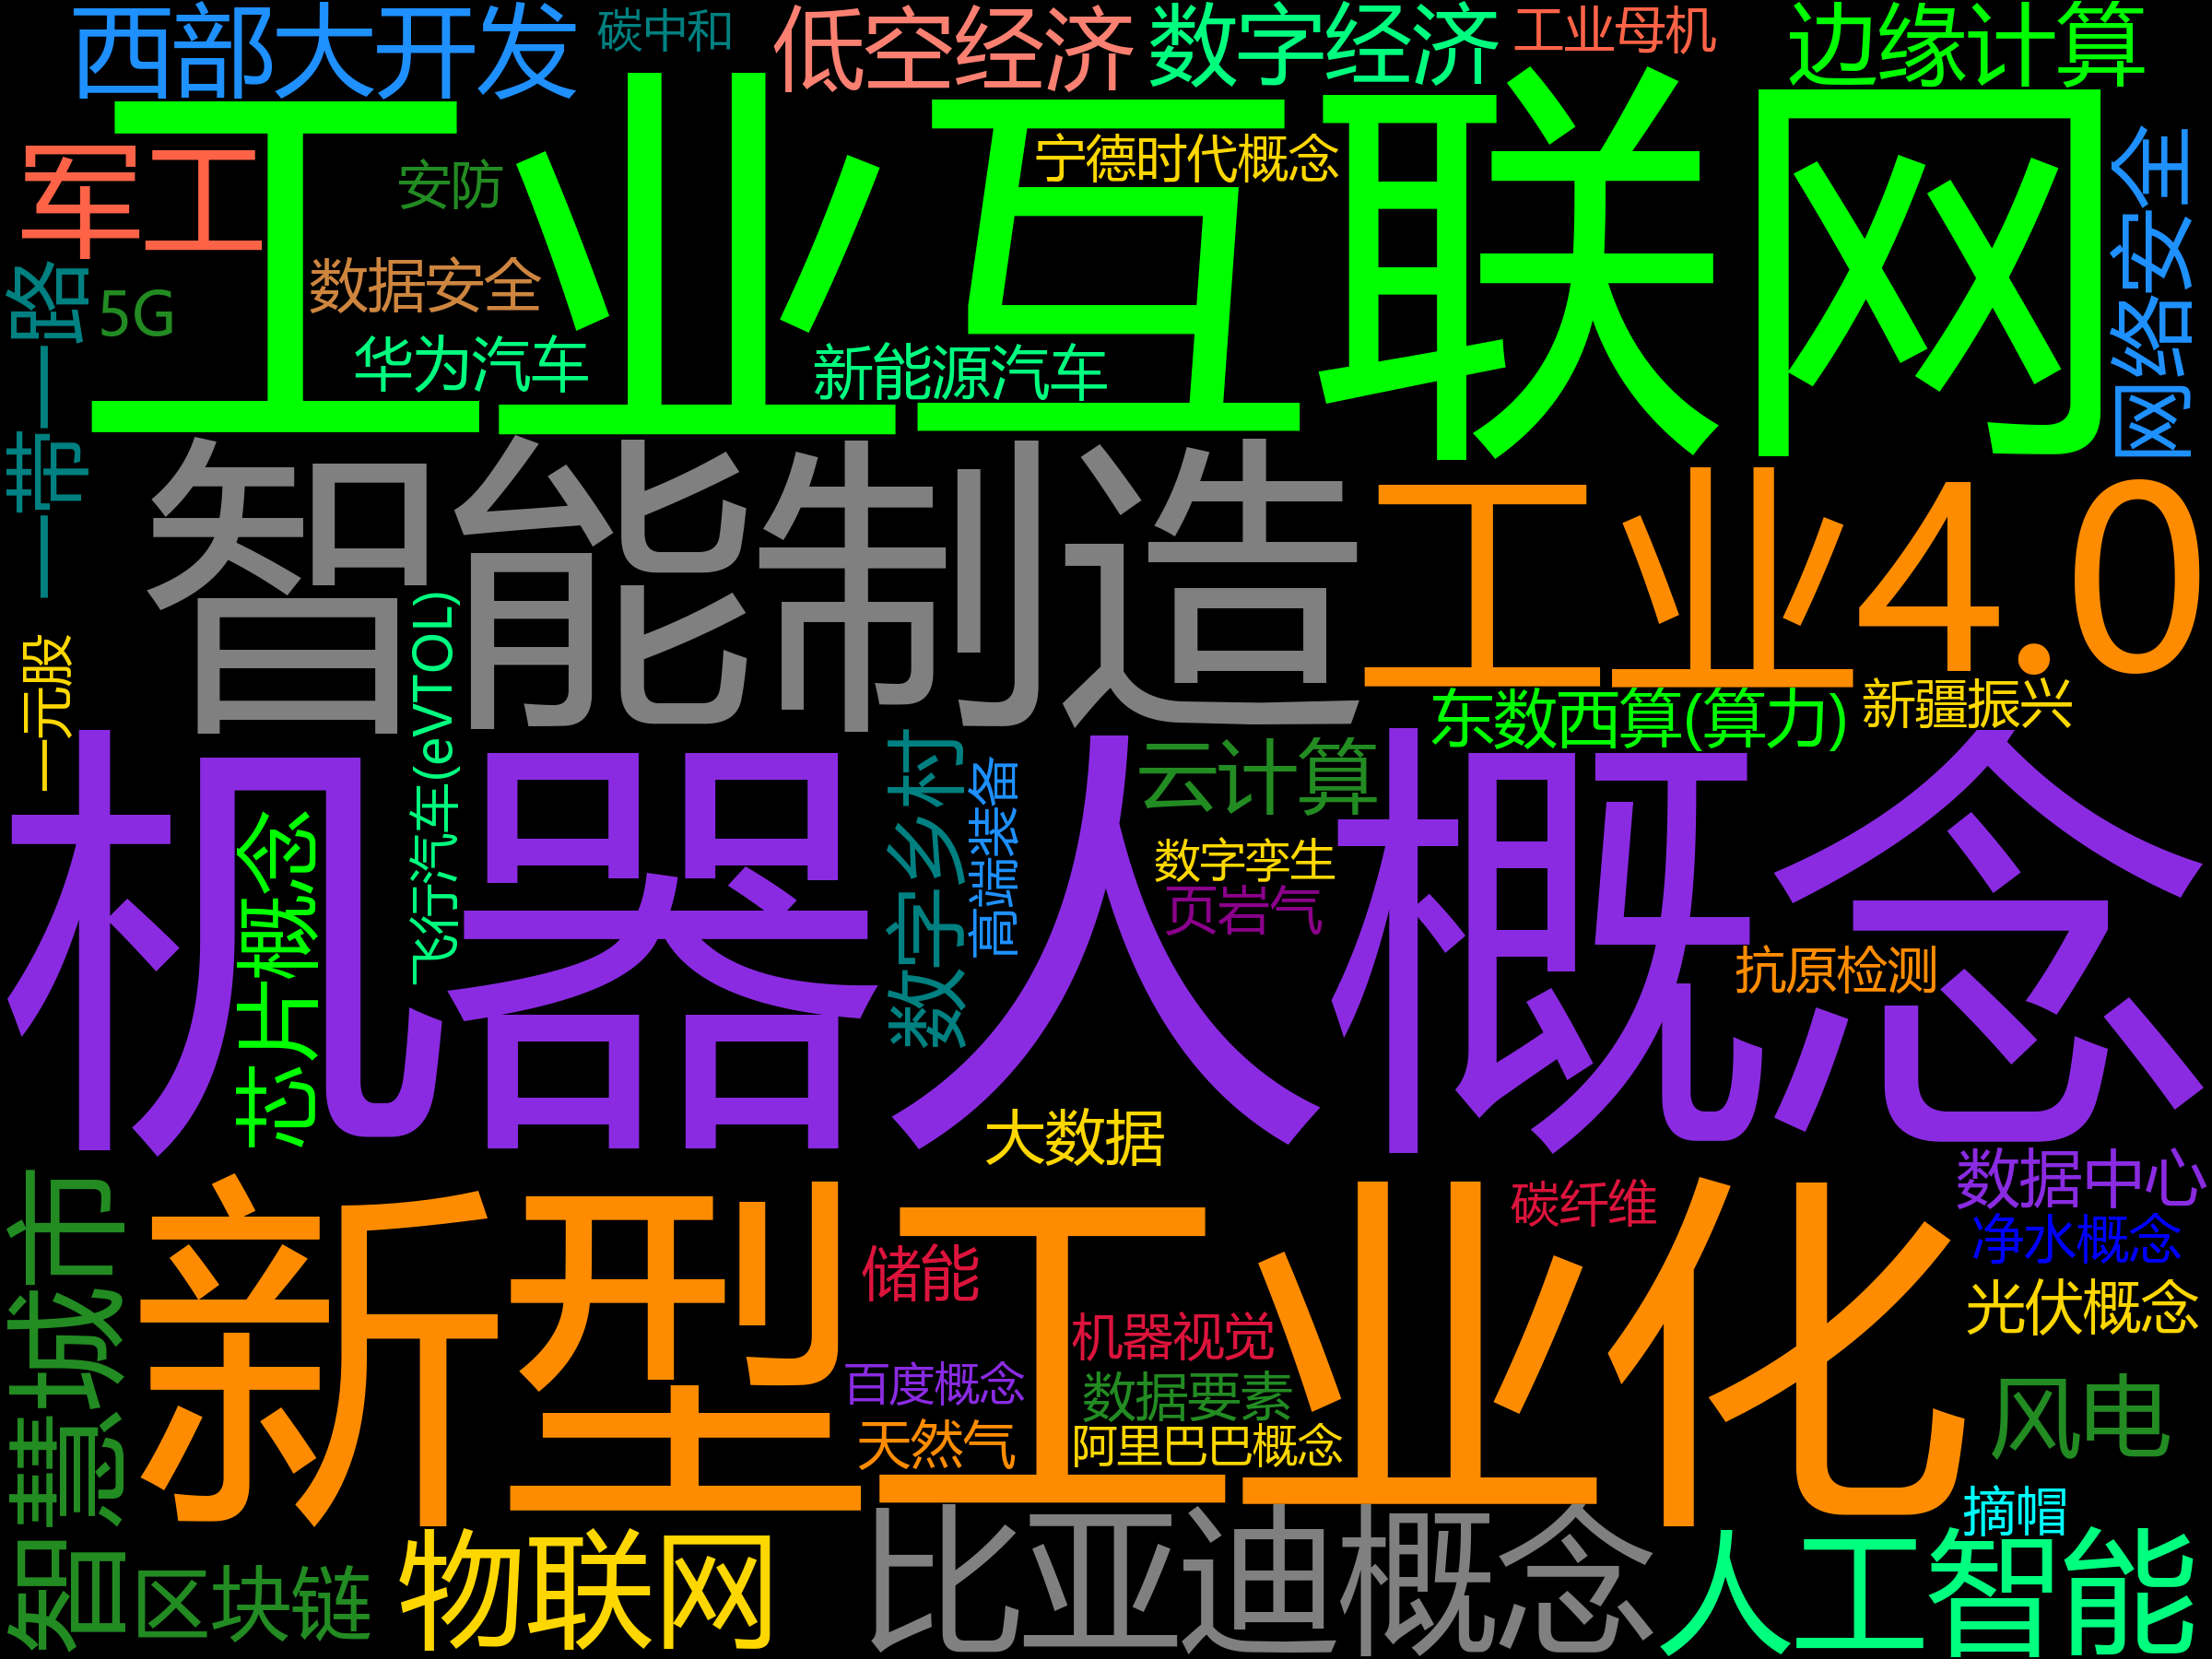 西部大开发
碳中和
低空经济
数字经济
工业母机
边缘计算
工业互联网
军工
安防
宁德时代概念
网络安全
数据安全
一带一路
5G
华为汽车
新能源汽车
智能制造
工业4.0
一元股
飞行汽车(eVTOL)
东数西算(算力)
新疆振兴
机器人概念
芯片概念
数字乡村
高端装备
云计算
数字孪生
页岩气
抗原检测
大数据
新型工业化
智慧城市
碳纤维
数据中心
净水概念
储能
光伏概念
机器视觉
百度概念
数据要素
风电
天然气
阿里巴巴概念
摘帽
区块链
物联网
比亚迪概念
人工智能